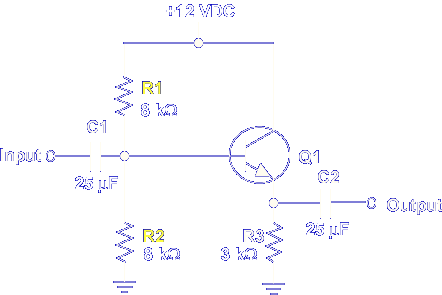 +12 VDC
R1
8 kΩ
C1
Input
25 µF
Q1
C2
Output
25 µF
R2
8 kΩ
R3
3 kΩ